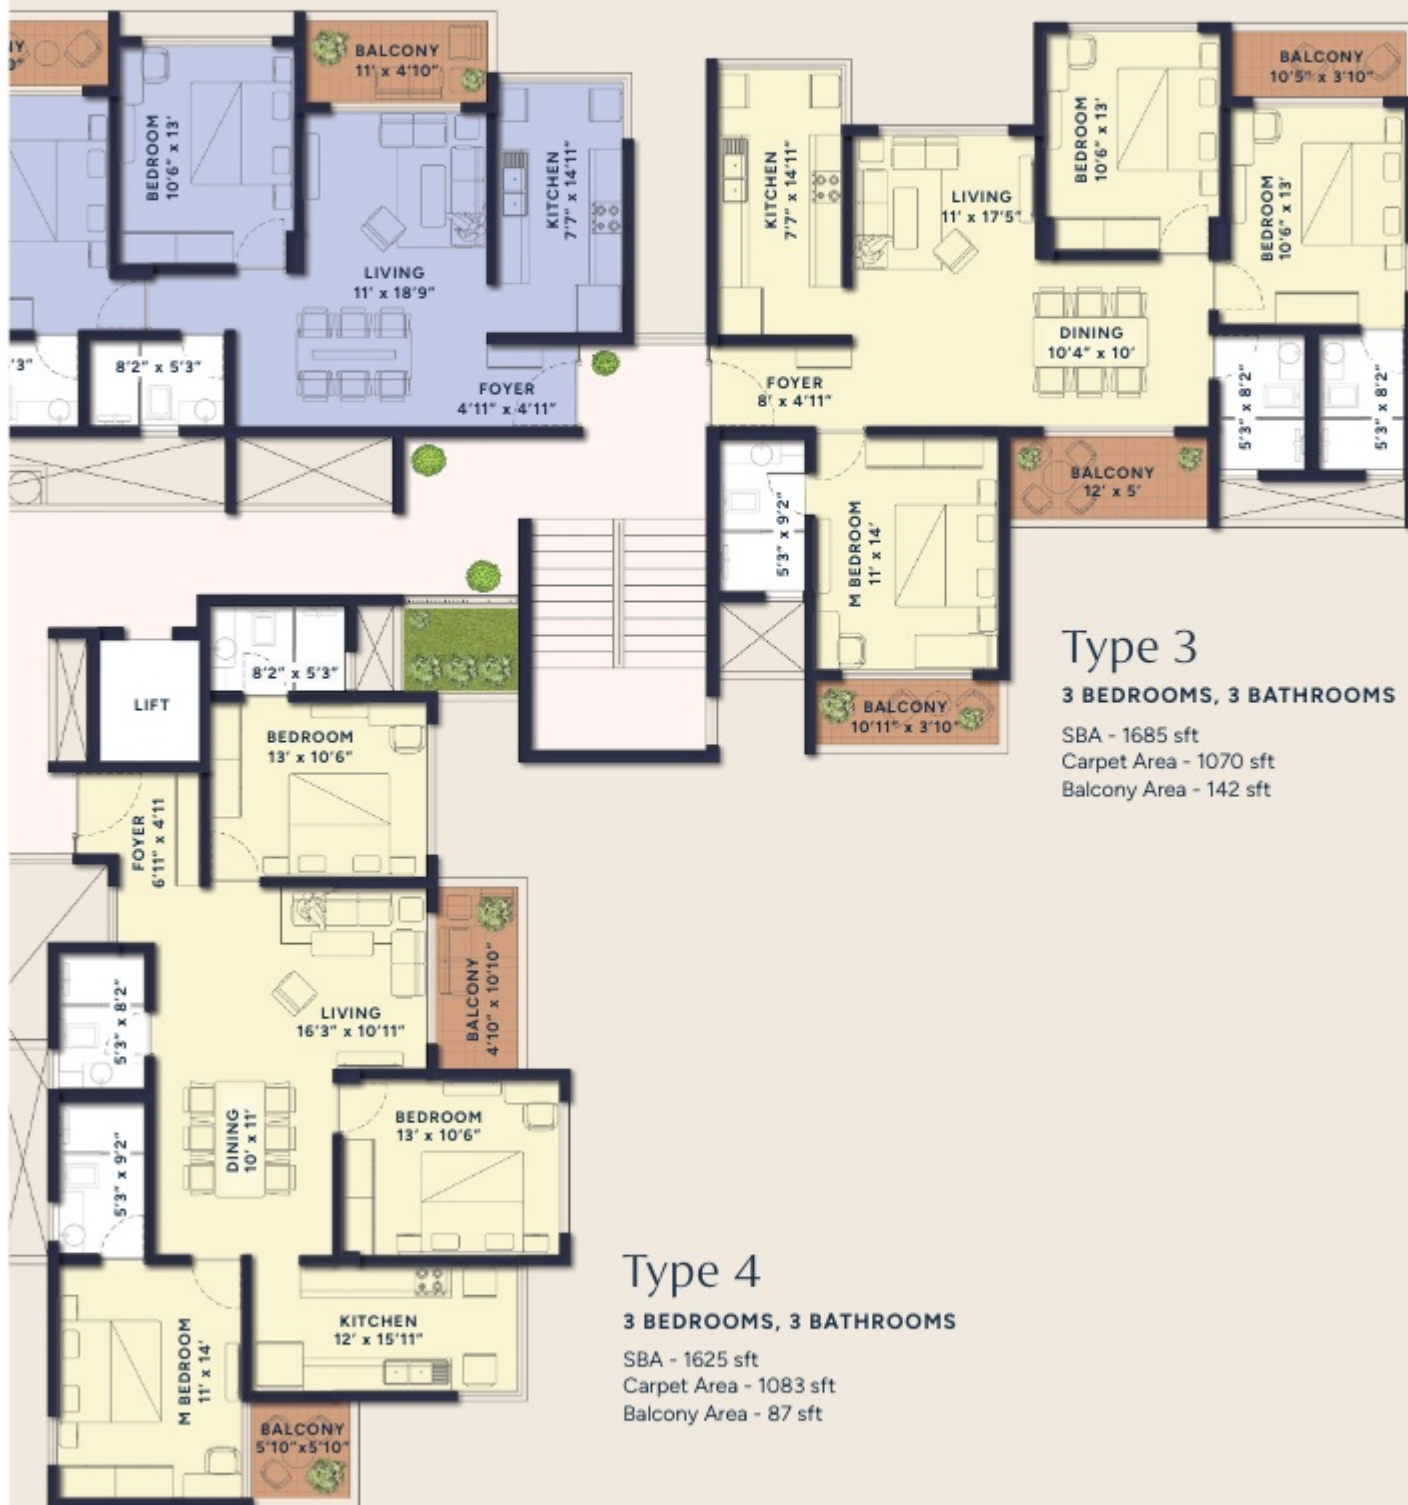 BALCONY
11' x 4'10"
BEDROOM
10'6" x 13'
KITCHEN
7'7" x 14'11"
LIVING
11' x 18'9"
8'2" x 5'3"
FOYER
4'11" x 4'11"
KITCHEN
7'7" x 14'11"
LIVING
11' x 17'5"
BEDROOM
10'6" x 13'
BALCONY
10'5" x 3'10"
BEDROOM
10'6" x 13'
DINING
10'4" x 10'
FOYER
8' x 4'11"
5'3" x 8'2"
5'3" x 8'2"
BALCONY
12' x 5'
5'3" x 9'2"
M BEDROOM
11' x 14'
BALCONY
10'11" x 3'10"
Type 3
3 BEDROOMS, 3 BATHROOMS
SBA - 1685 sft
Carpet Area - 1070 sft
Balcony Area - 142 sft
8'2" x 5'3"
LIFT
BEDROOM
13' x 10'6"
FOYER
6'11" x 4'11
BALCONY
4'10" x 10'10"
LIVING
16'3" x 10'11"
5'3" x 8'2"
DINING
10' x 11'
BEDROOM
13' x 10'6"
5'3" x 9'2"
KITCHEN
12' x 15'11"
M BEDROOM
11' x 14'
BALCONY
5'10"x5'10"
Type 4
3 BEDROOMS, 3 BATHROOMS
SBA - 1625 sft
Carpet Area - 1083 sft
Balcony Area - 87 sft